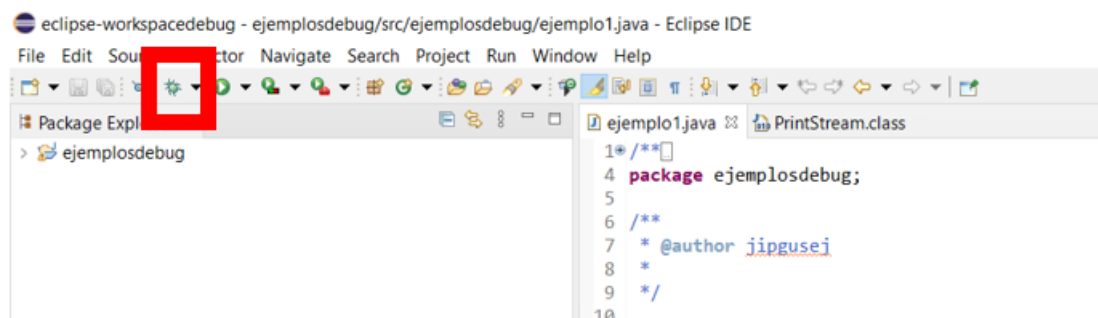 eclipse-workspacedebug - ejemplosdebug/src/ejemplosdebug/ejemplo1.java - Eclipse IDE
File Edit Sou ctor Navigate Search Project Run Window Help
Package Expl
ejemplosdebug
ejemplo1.java PrintStream.class
1 /**
4 package ejemplosdebug;
5
6 /**
7 * @author jipgusej
8 *
9 */
10